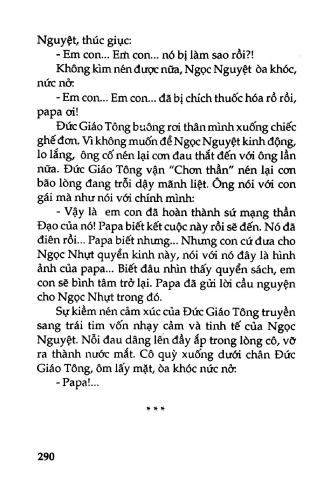 Nguyệt, thúc giục:
- Em con... Em con... nó bị làm sao rồi?!
Không kìm nén được nữa, Ngọc Nguyệt òa khóc,
nức nở:
- Em con... Em con... đã bị chích thuốc hóa rồ rồi,
papa ơi!
Đức Giáo Tông buông rơi thân mình xuống chiếc
ghế đơn. Vì không muốn để Ngọc Nguyệt kinh động,
lo lắng, ông cố nén lại cơn đau thắt đến với ông lần
nữa. Đức Giáo Tông vận "Chơn thần" nén lại cơn
bão lòng đang trỗi dậy mãnh liệt. Ông nói với con
gái mà như nói với chính mình:
- Vậy là em con đã hoàn thành sứ mạng thần
Đạo của nó! Papa biết kết cuộc này rồi sẽ đến. Nó đã
điên rồi... Papa biết nhưng... Nhưng con cứ đưa cho
Ngọc Nhựt quyển kinh này, nói với nó đây là hình
ảnh của papa... Biết đâu nhìn thấy quyển sách, em
con sẽ bình tâm trở lại. Papa đã gửi lời cầu nguyện
cho Ngọc Nhựt trong đó.
Sự kiềm nén cảm xúc của Đức Giáo Tông truyền
sang trái tim vốn nhạy cảm và tinh tế của Ngọc
Nguyệt. Nỗi đau dâng lên đầy ắp trong lòng cô, vỡ
ra thành nước mắt. Cô quỳ xuống dưới chân Đức
Giáo Tông, ôm lấy mặt, òa khóc nức nở:
- Papa!...
***
290